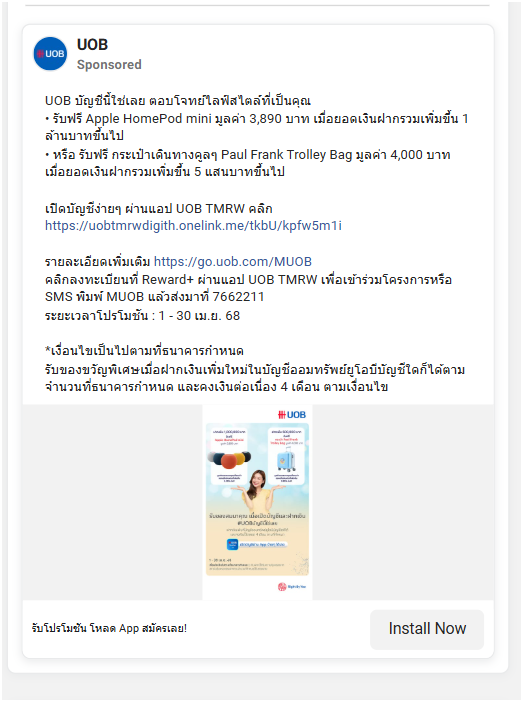 UOB
UOB
Sponsored
UOB บัญชีนี้ใช่เลย ตอบโจทย์ไลฟ์สไตล์ที่เป็นคุณ
• รับฟรี Apple HomePod mini มูลค่า 3,890 บาท เมื่อยอดเงินฝากรวมเพิ่มขึ้น 1
ล้านบาทขึ้นไป
• หรือ รับฟรี กระเป๋าเดินทางคูลๆ Paul Frank Trolley Bag มูลค่า 4,000 บาท
เมื่อยอดเงินฝากรวมเพิ่มขึ้น 5 แสนบาทขึ้นไป
เปิดบัญชีง่ายๆ ผ่านแอป UOB TMRW คลิก
https://uobtmrwdigith.onelink.me/tkbU/kpfw5m1i
รายละเอียดเพิ่มเติม https://go.uob.com/MUOB
คลิกลงทะเบียนที่ Reward+ ผ่านแอป UOB TMRW เพื่อเข้าร่วมโครงการหรือ
SMS พิมพ์ MUOB แล้วส่งมาที่ 7662211
ระยะเวลาโปรโมชัน : 1 - 30 เม.ย. 68
*เงื่อนไขเป็นไปตามที่ธนาคารกำหนด
รับของขวัญพิเศษเมื่อฝากเงินเพิ่มใหม่ในบัญชีออมทรัพย์ยูโอบีบัญชีใดก็ได้ตาม
จำนวนที่ธนาคารกำหนด และคงเงินต่อเนื่อง 4 เดือน ตามเงื่อนไข
UOB
รับโปรโมชัน โหลด App สมัครเลย!
Install Now